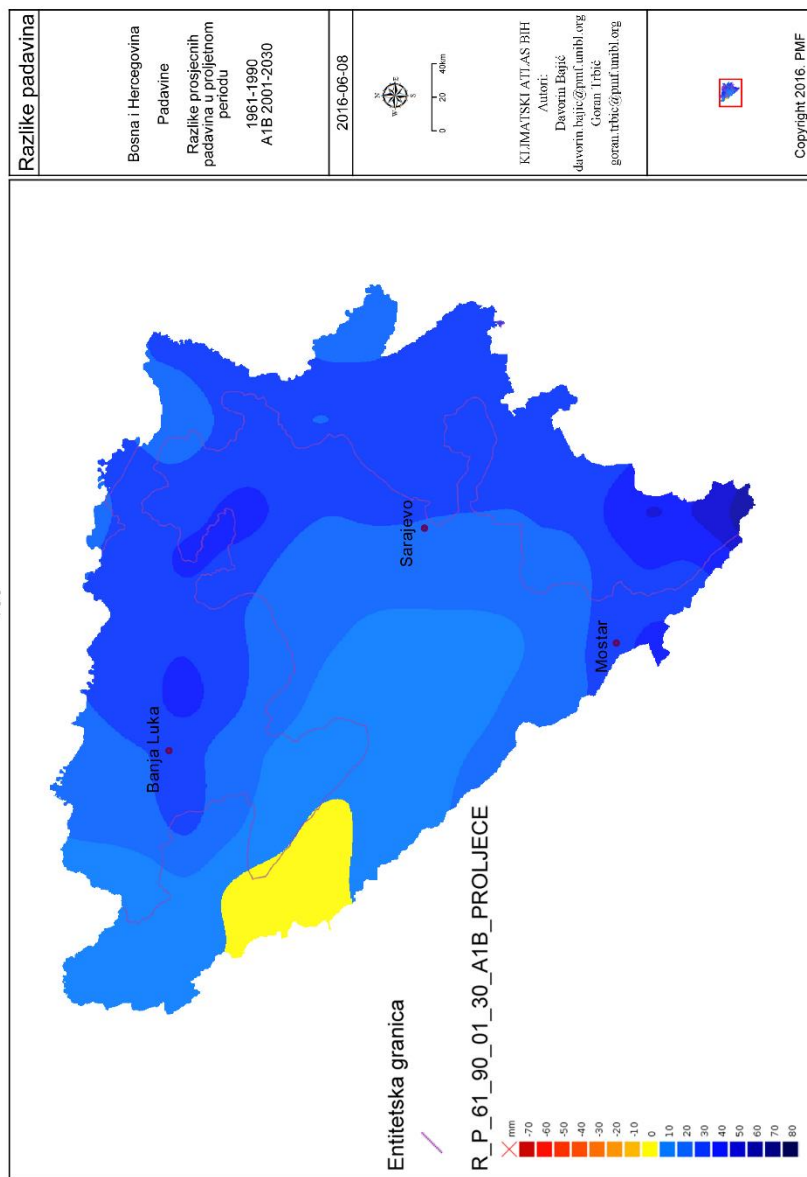 Razlike padavina
Bosna i Hercegovina
Padavine
Razlike prosjecnih
padavina u proljetnom
periodu
1961-1990
A1B 2001-2030
2016-06-08
N
W E
S
0 20 40km
KLIMATSKI ATLAS BIH
Autori:
Davorin Bajić
davorin.bajic@pmf.unibl.org
Goran Trbić
goran.trbic@pmf.unibl.org
Copyright 2016. PMF
Banja Luka
Sarajevo
Mostar
Entitetska granica
R_P_61_90_01_30_A1B_PROLJECE
mm
-70
-60
-50
-40
-30
-20
-10
0
10
20
30
40
50
60
70
80